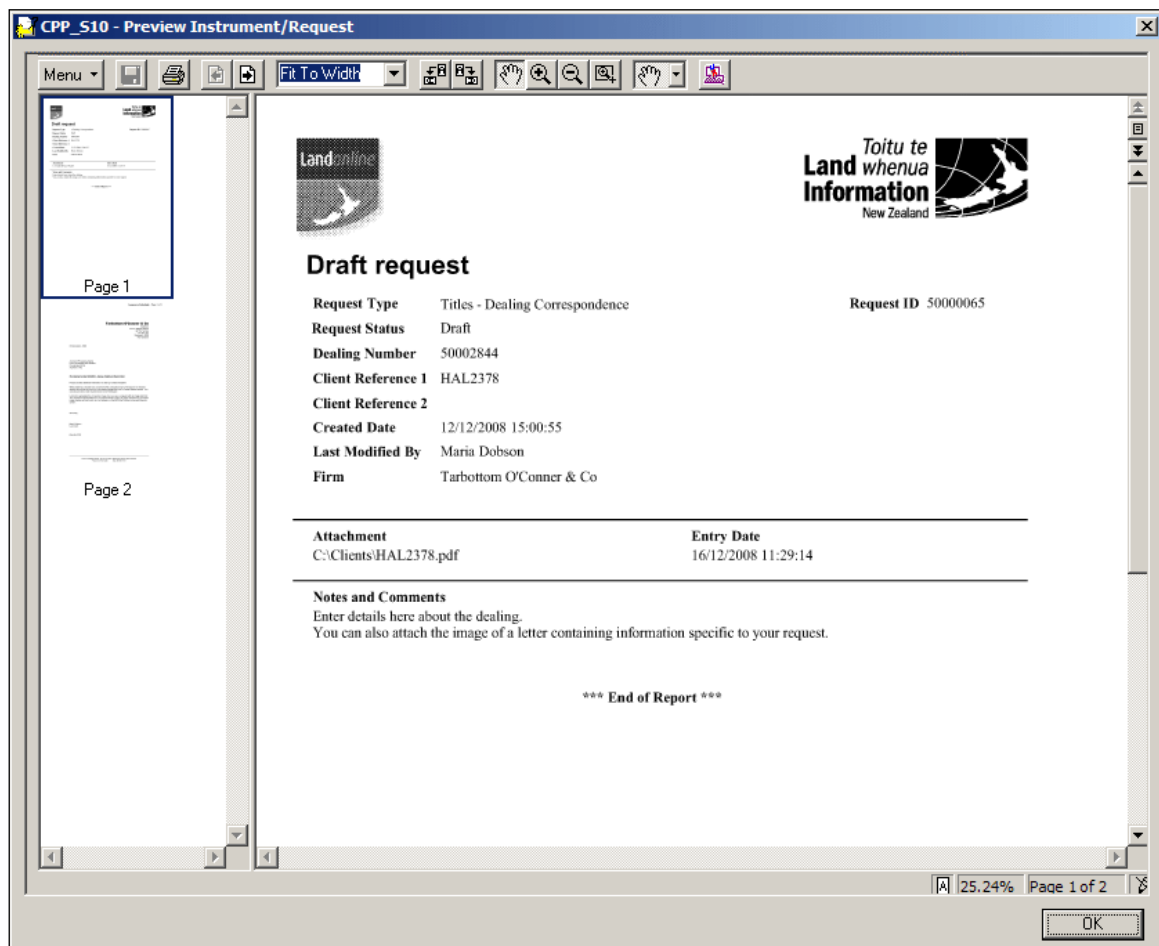 CPP_S10 - Preview Instrument/Request
Menu
Fit To Width
Draft request
Page 1
Page 2
Landonline
Toitu te
Land whenua
Information
New Zealand
Draft request
Request Type Titles - Dealing Correspondence Request ID 50000065
Request Status Draft
Dealing Number 50002844
Client Reference 1 HAL2378
Client Reference 2
Created Date 12/12/2008 15:00:55
Last Modified By Maria Dobson
Firm Tarbottom O'Conner & Co
Attachment Entry Date
C:\Clients\HAL2378.pdf 16/12/2008 11:29:14
Notes and Comments
Enter details here about the dealing.
You can also attach the image of a letter containing information specific to your request.
*** End of Report ***
A 25.24% Page 1 of 2
OK